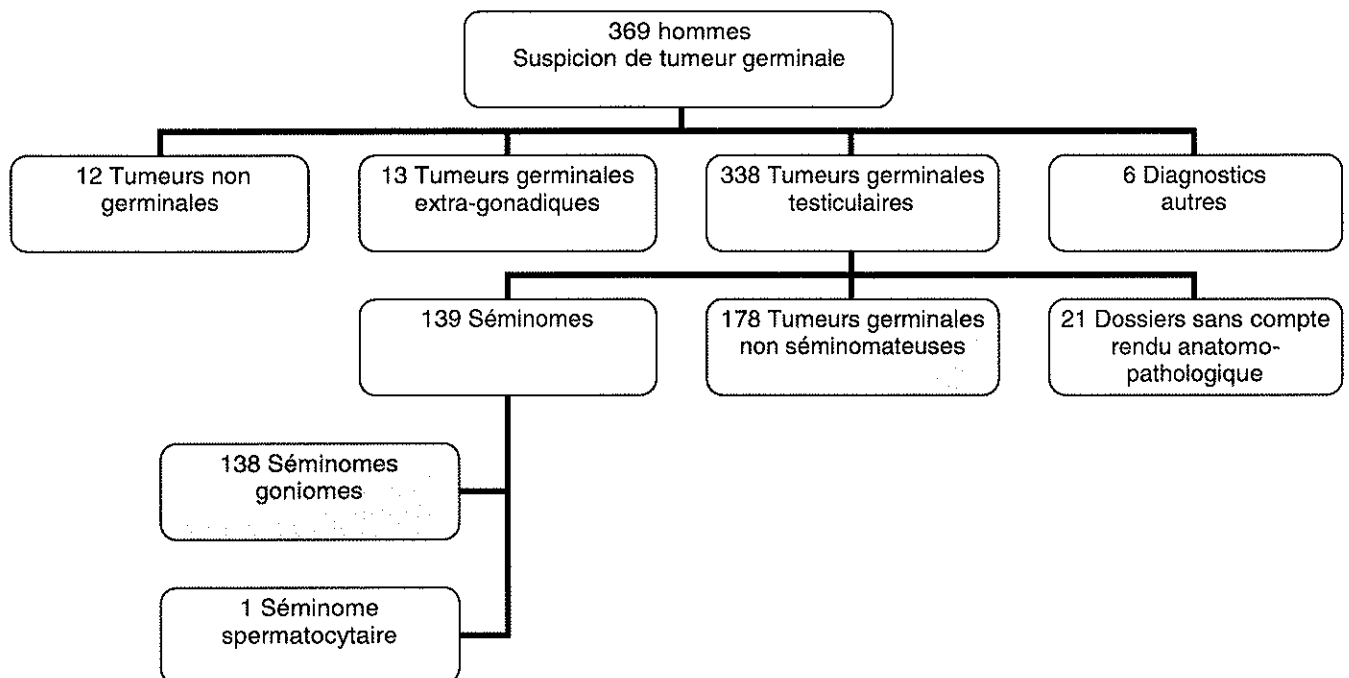 369 hommes
Suspicion de tumeur germinale
12 Tumeurs non
germinales
13 Tumeurs germinales
extra-gonadiques
338 Tumeurs germinales
testiculaires
6 Diagnostics
autres
139 Séminomes
178 Tumeurs germinales
non séminomateuses
21 Dossiers sans compte
rendu anatomo-
pathologique
138 Séminomes
goniomes
1 Séminome
spermatocytaire